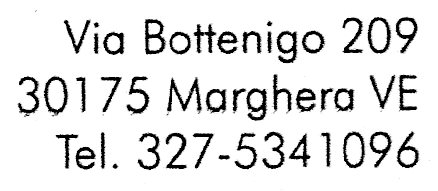 Via Bottenigo 209
30175 Marghera VE
Tel. 327-5341096